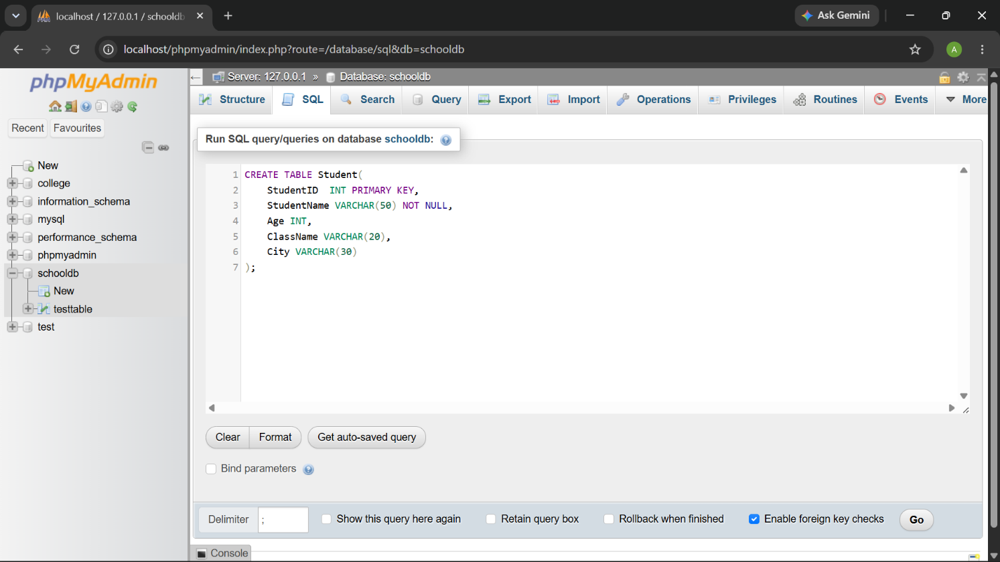 localhost / 127.0.0.1 / schooldb
Ask Gemini
localhost/phpmyadmin/index.php?route=/database/sql&db=schooldb
A
phpMyAdmin
Recent
Favourites
New
college
information_schema
mysql
performance_schema
phpmyadmin
schooldb
New
testtable
test
Server: 127.0.0.1 » Database: schooldb
Structure
SQL
Search
Query
Export
Import
Operations
Privileges
Routines
Events
More
Run SQL query/queries on database schooldb:
1 CREATE TABLE Student(
2     StudentID  INT PRIMARY KEY,
3     StudentName VARCHAR(50) NOT NULL,
4     Age INT,
5     ClassName VARCHAR(20),
6     City VARCHAR(30)
7 );
Clear
Format
Get auto-saved query
Bind parameters
Delimiter ;
Show this query here again
Retain query box
Rollback when finished
Enable foreign key checks
Go
Console